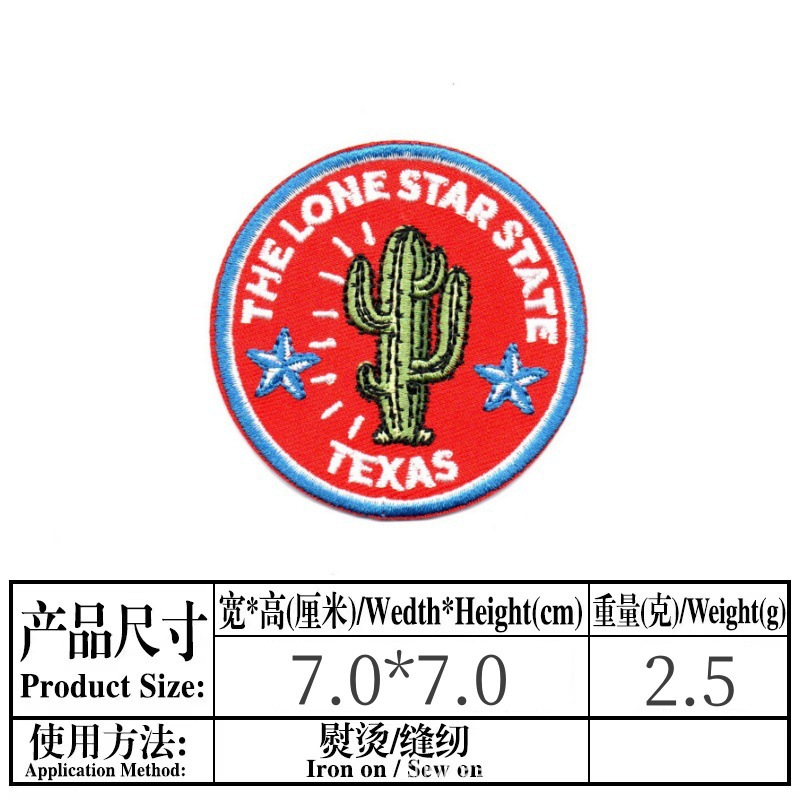 THE LONE STAR STATE
TEXAS
产品尺寸
Product Size:
宽*高(厘米)/Wedth*Height(cm)
重量(克)/Weight(g)
7.0*7.0
2.5
使用方法:
Application Method:
熨烫/缝纫
Iron on / Sew on